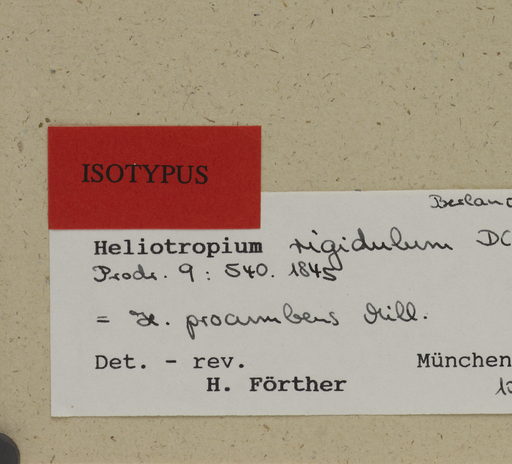 ISOTYPUS
Heliotropium rigidulum DC
Prodr. 9 : 540. 1845
= H. procumbens Mill.
Det. - rev. München
H. Förther